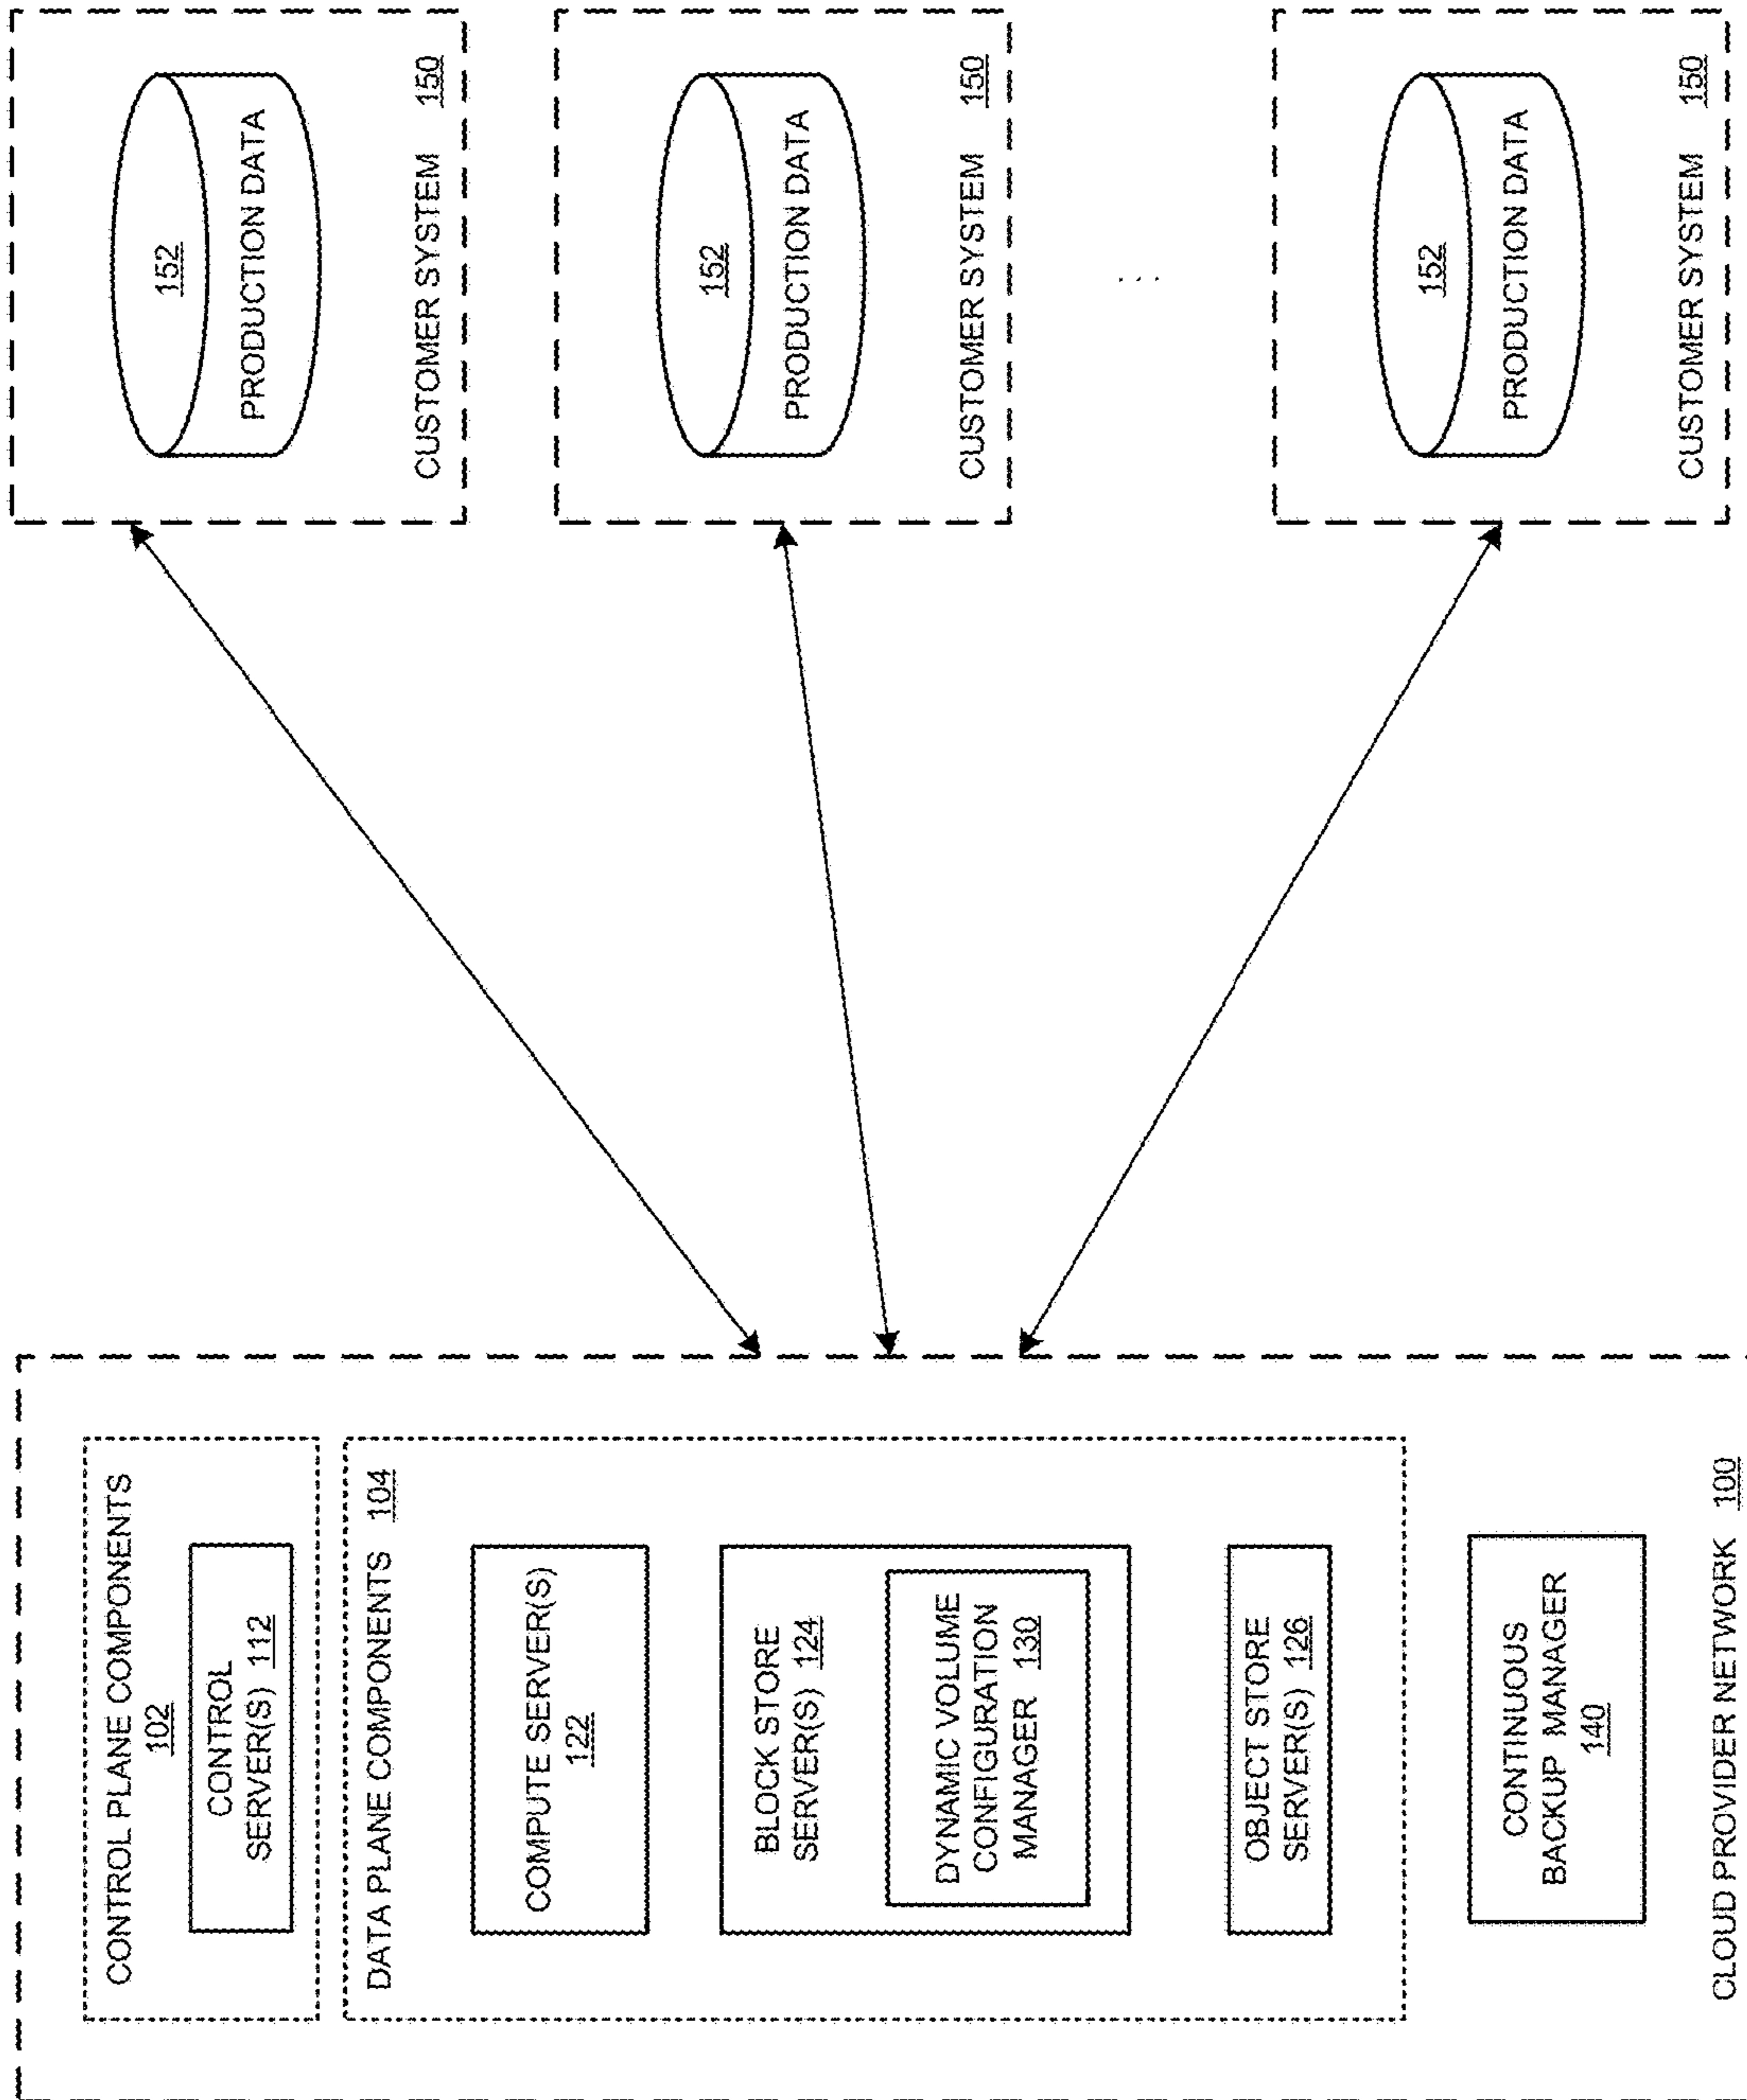 CONTROL PLANE COMPONENTS
102
CONTROL
SERVER(S) 112
DATA PLANE COMPONENTS 104
COMPUTE SERVER(S)
122
BLOCK STORE
SERVER(S) 124
DYNAMIC VOLUME
CONFIGURATION
MANAGER 130
OBJECT STORE
SERVER(S) 126
CONTINUOUS
BACKUP MANAGER
140
CLOUD PROVIDER NETWORK 100
152
PRODUCTION DATA
CUSTOMER SYSTEM 150
152
PRODUCTION DATA
CUSTOMER SYSTEM 150
. . .
152
PRODUCTION DATA
CUSTOMER SYSTEM 150